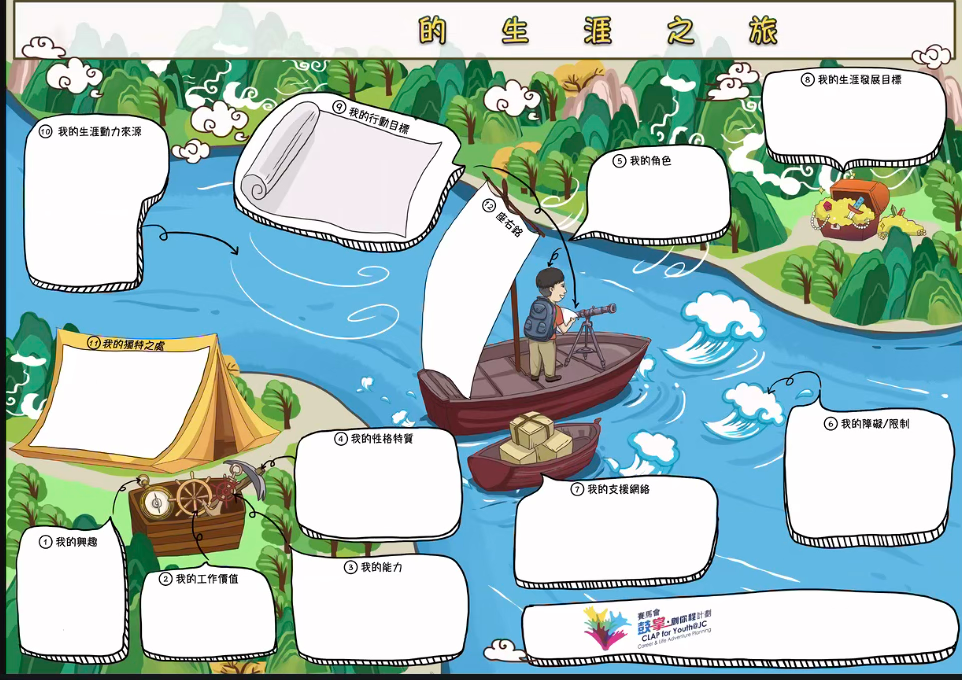 的生涯之旅
⑧ 我的生涯發展目標
⑨ 我的行動目標
⑩ 我的生涯動力來源
⑤ 我的角色
⑫ 座右銘
⑪ 我的獨特之處
⑥ 我的障礙/限制
④ 我的性格特質
⑦ 我的支援網絡
① 我的興趣
③ 我的能力
② 我的工作價值
賽馬會
鼓掌・創你程計劃
CLAP for Youth@JC
Career & Life Adventure Planning